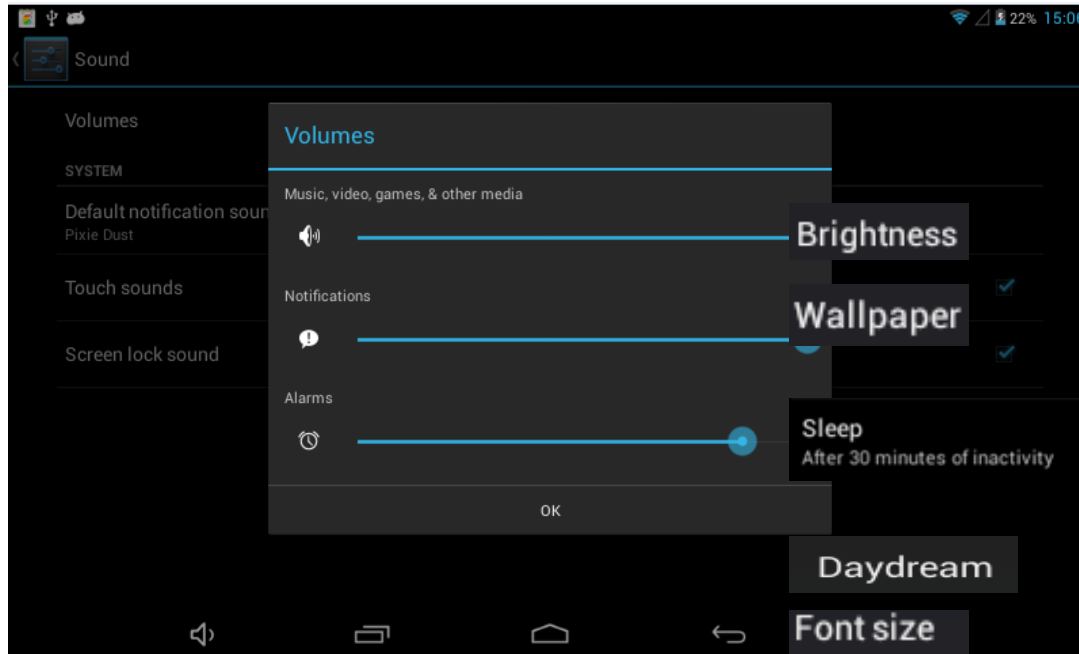 22% 15:00
Sound
Volumes
SYSTEM
Default notification soun
Pixie Dust
Touch sounds
Screen lock sound
Volumes
Music, video, games, & other media
Notifications
Alarms
OK
Brightness
Wallpaper
Sleep
After 30 minutes of inactivity
Daydream
Font size